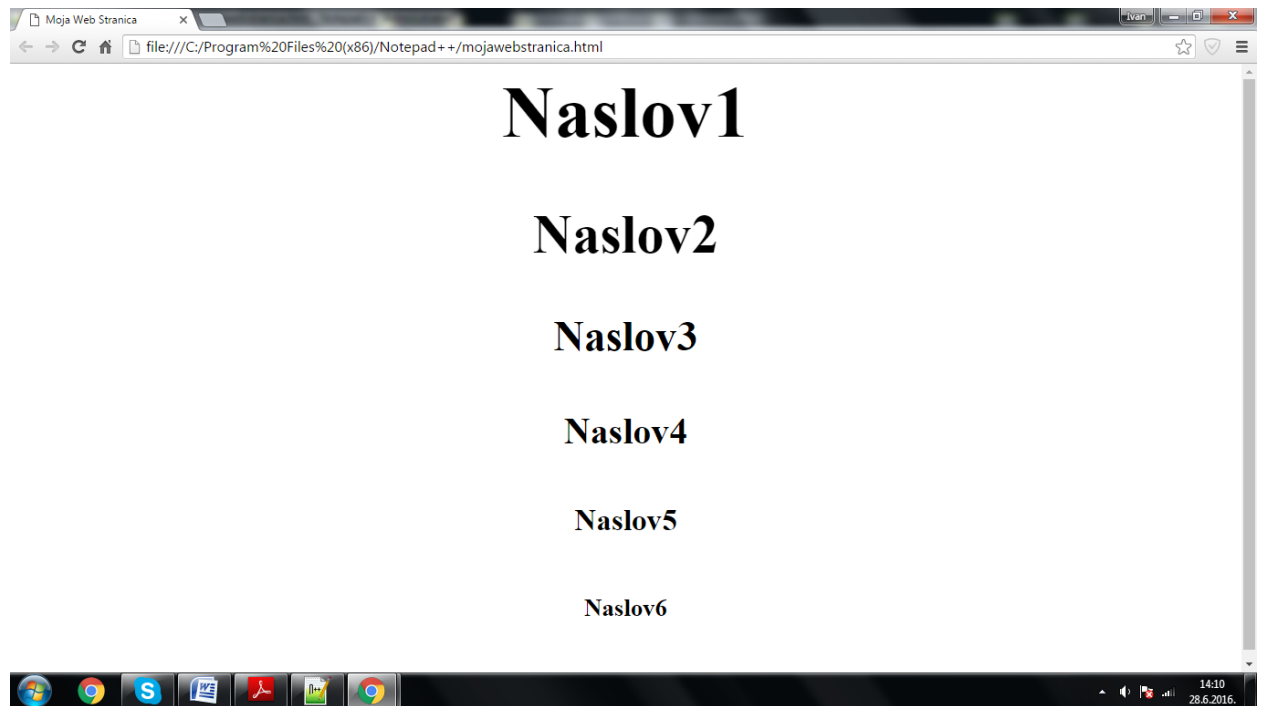 Moja Web Stranica
Ivan
file:///C:/Program%20Files%20(x86)/Notepad++/mojawebstranica.html
Naslov1
Naslov2
Naslov3
Naslov4
Naslov5
Naslov6
14:10
28.6.2016.